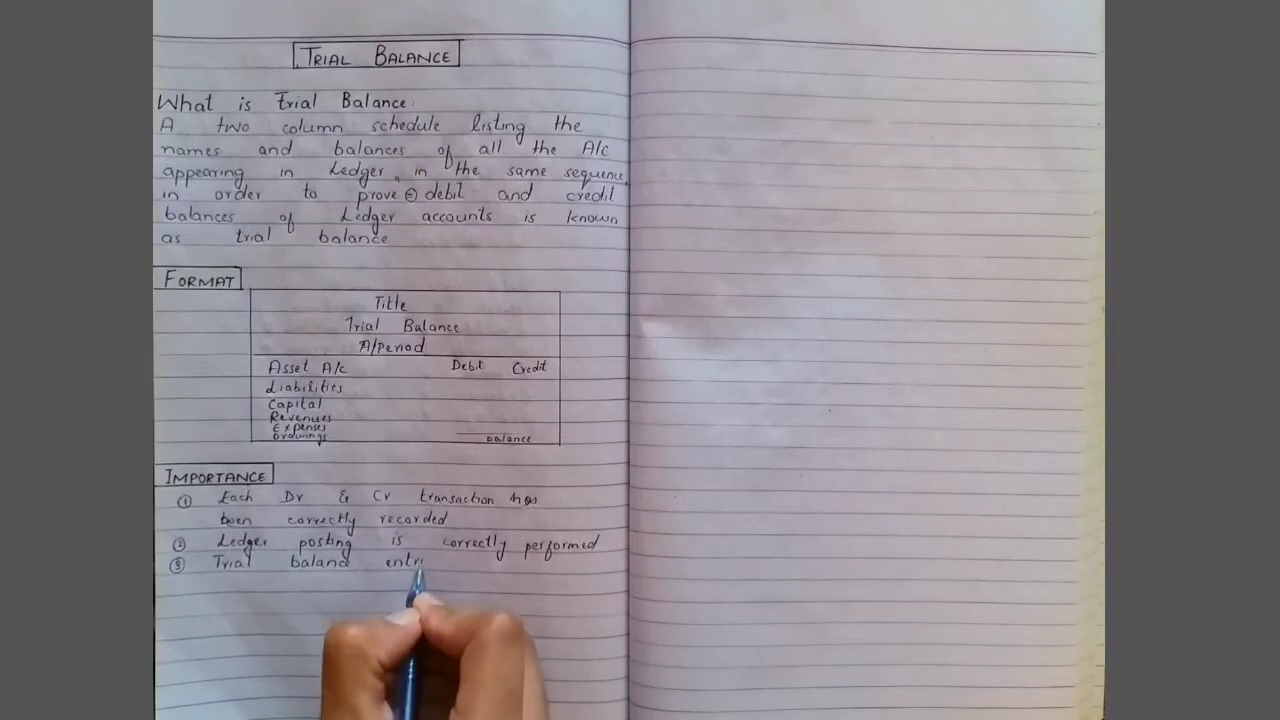 TRIAL BALANCE
What is Trial Balance:
A two column schedule listing the
names and balances of all the A/c
appearing in Ledger, in the same sequence,
in order to prove = debit and credit
balances of Ledger accounts is known
as trial balance
FORMAT
Title
Trial Balance
A/Period
Asset A/c Debit Credit
Liabilities
Capital
Revenues
Expenses
Drawings balance
IMPORTANCE
① Each Dr & Cr transaction has
been correctly recorded
② Ledger posting is correctly performed
③ Trial balance entri